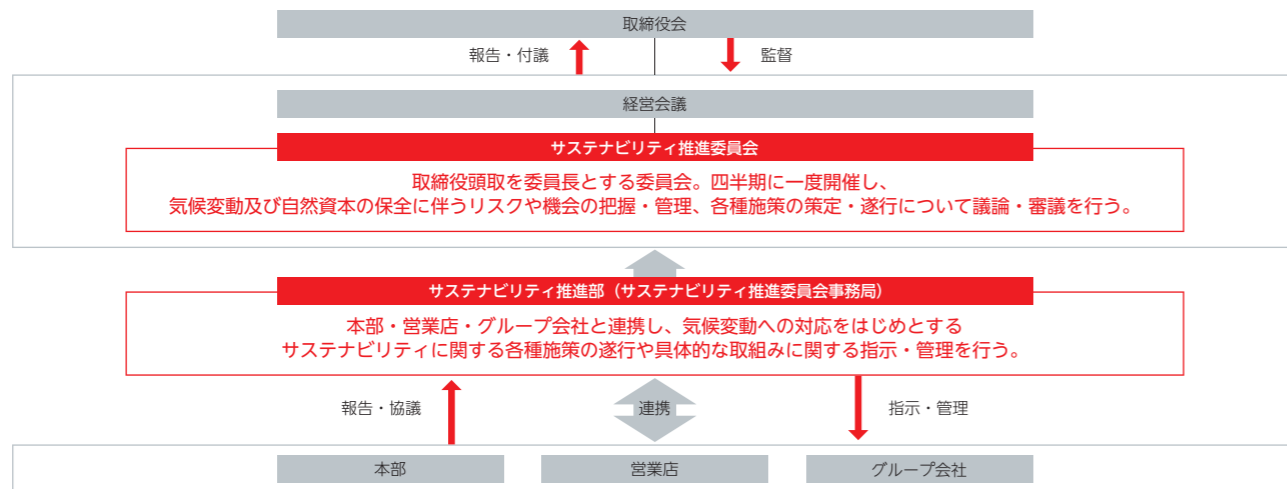 取締役会
報告・付議
監督
経営会議
サステナビリティ推進委員会
取締役頭取を委員長とする委員会。四半期に一度開催し、
気候変動及び自然資本の保全に伴うリスクや機会の把握・管理、各種施策の策定・遂行について議論・審議を行う。
サステナビリティ推進部（サステナビリティ推進委員会事務局）
本部・営業店・グループ会社と連携し、気候変動への対応をはじめとする
サステナビリティに関する各種施策の遂行や具体的な取組みに関する指示・管理を行う。
報告・協議
連携
指示・管理
本部
営業店
グループ会社